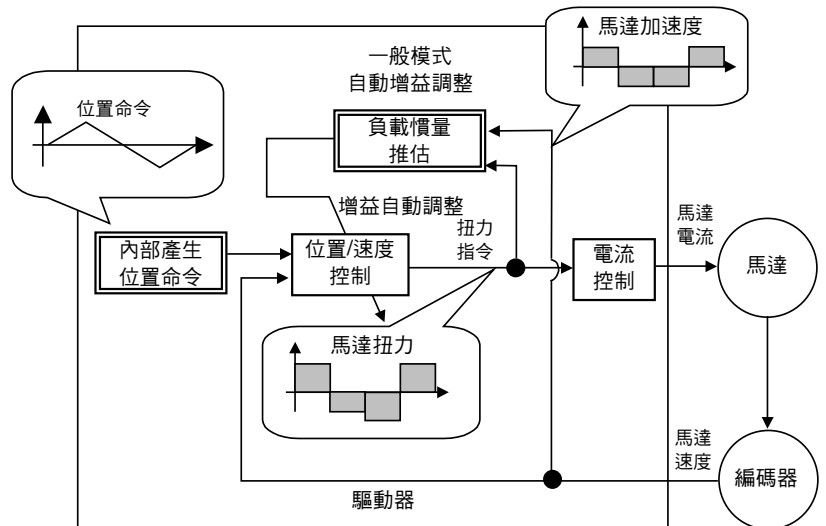 馬達加速度
一般模式
自動增益調整
位置命令
負載慣量
推估
增益自動調整
扭力
指令
馬達
電流
內部產生
位置命令
位置/速度
控制
電流
控制
馬達
馬達扭力
馬達
速度
編碼器
驅動器